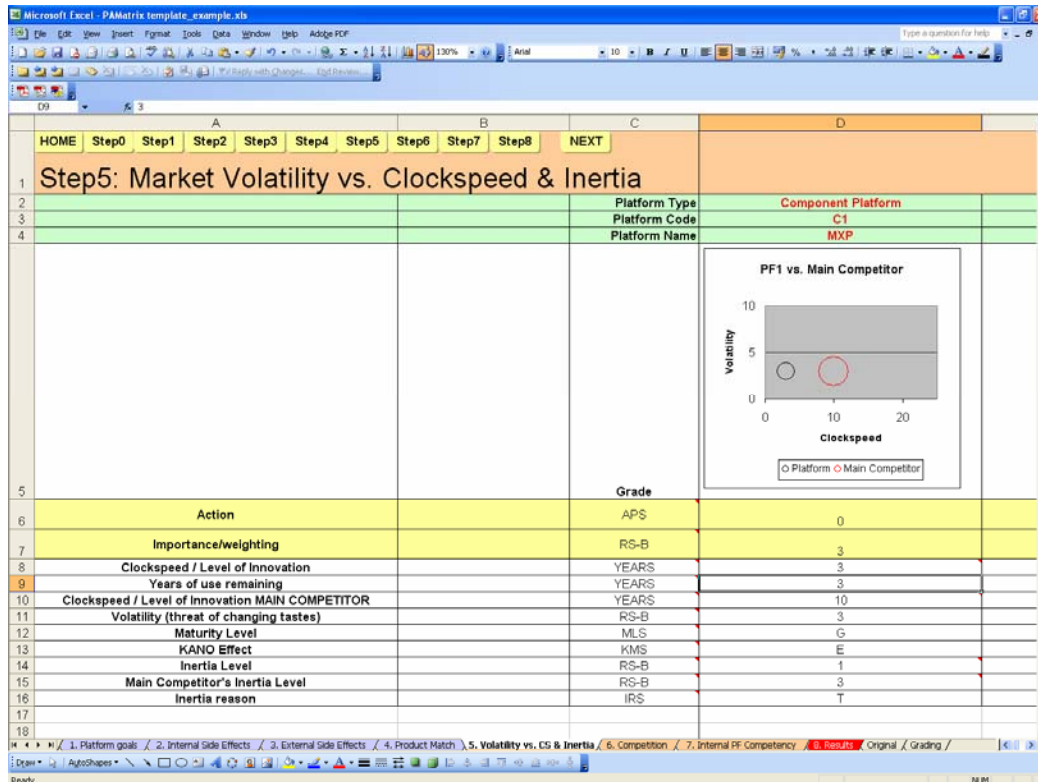 Microsoft Excel - PAMatrix template_example.xls
File Edit View Insert Format Tools Data Window Help Adobe PDF Type a question for help
130% Arial 10 B I U
Reply with Changes... End Review...
D9 fx 3
A B C D
HOME Step0 Step1 Step2 Step3 Step4 Step5 Step6 Step7 Step8 NEXT
1 Step5: Market Volatility vs. Clockspeed & Inertia
2 Platform Type Component Platform
3 Platform Code C1
4 Platform Name MXP
PF1 vs. Main Competitor
10
5
0
Volatility
0 10 20
Clockspeed
Platform Main Competitor
5 Grade
6 Action APS 0
7 Importance/weighting RS-B 3
8 Clockspeed / Level of Innovation YEARS 3
9 Years of use remaining YEARS 3
10 Clockspeed / Level of Innovation MAIN COMPETITOR YEARS 10
11 Volatility (threat of changing tastes) RS-B 3
12 Maturity Level MLS G
13 KANO Effect KMS E
14 Inertia Level RS-B 1
15 Main Competitor's Inertia Level RS-B 3
16 Inertia reason IRS T
17
18
1. Platform goals / 2. Internal Side Effects / 3. External Side Effects / 4. Product Match \ 5. Volatility vs. CS & Inertia / 6. Competition / 7. Internal PF Competency / 8. Results / Original / Grading /
Draw AutoShapes
Ready NUM